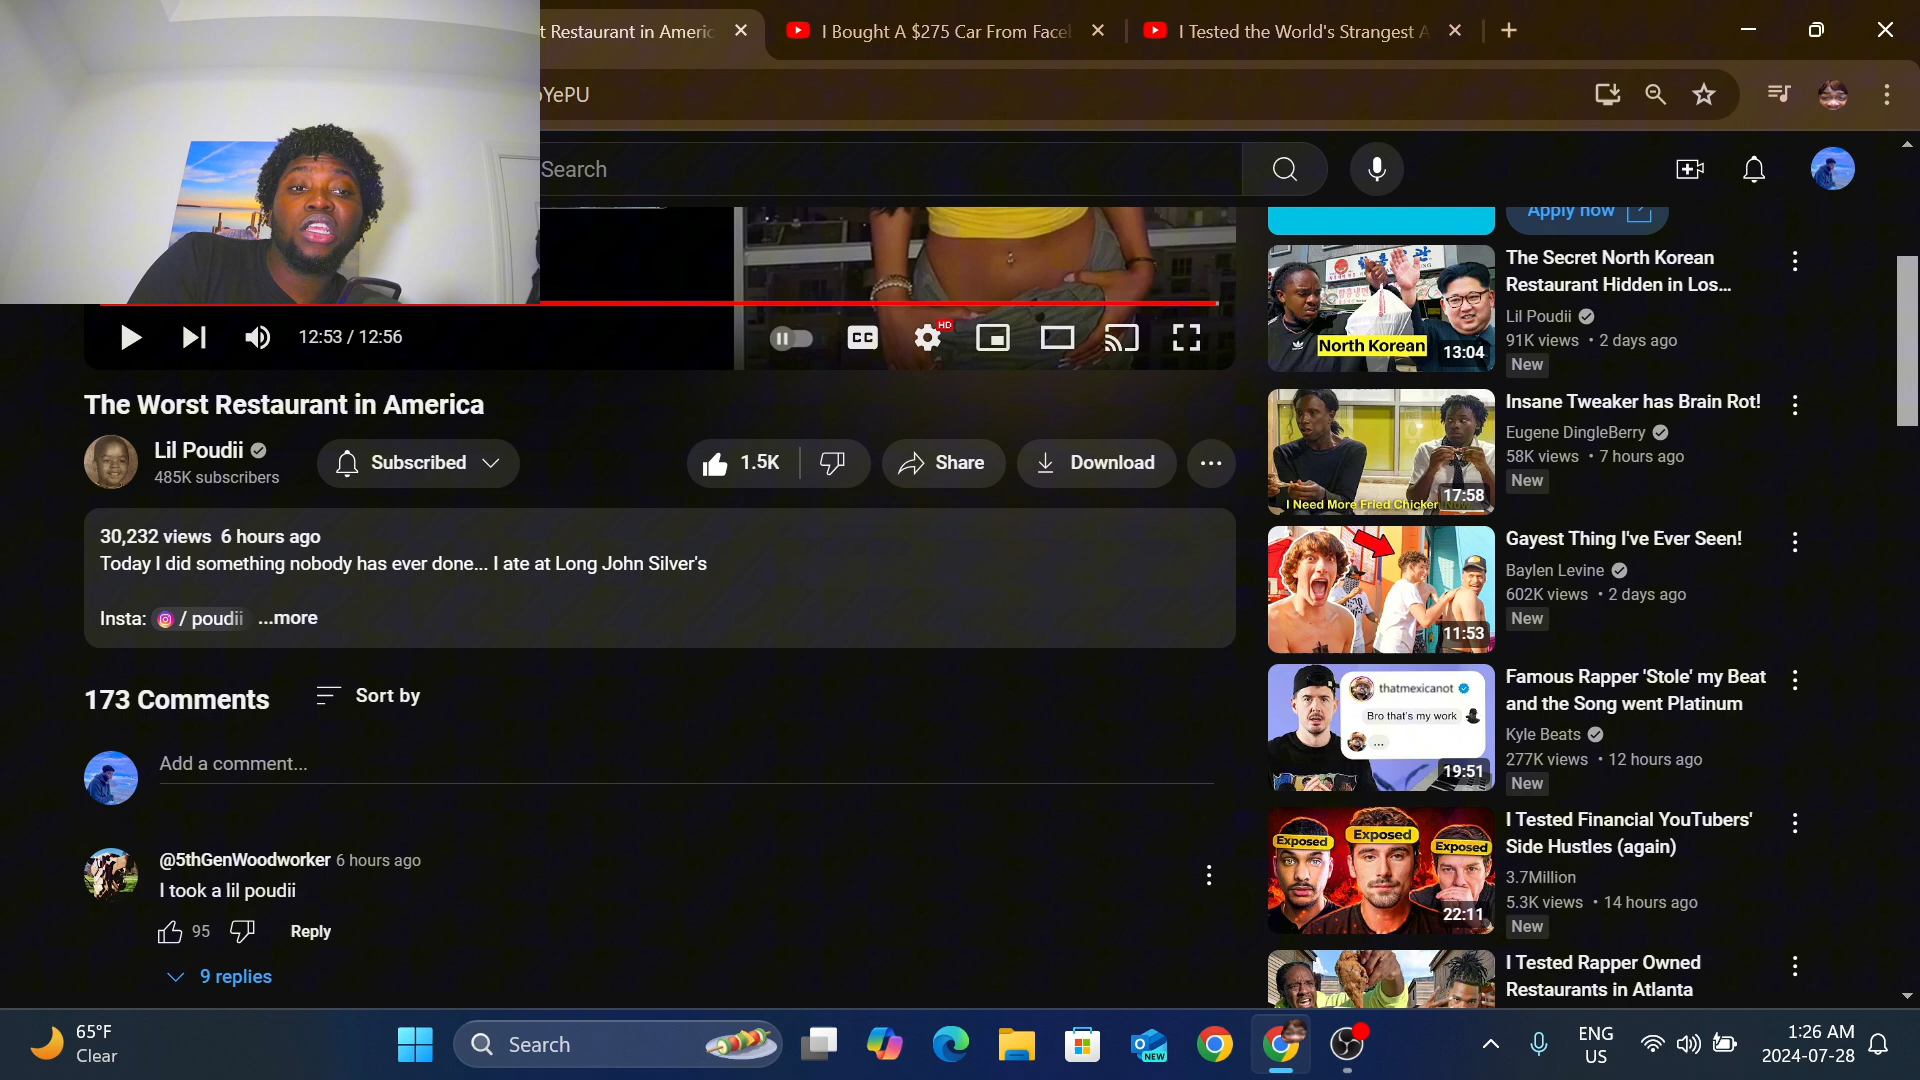 t Restaurant in Americ
I Bought A $275 Car From Face
I Tested the World's Strangest A
oYePU
Search
Apply now
12:53 / 12:56
CC
HD
The Worst Restaurant in America
Lil Poudii
485K subscribers
Subscribed
1.5K
Share
Download
30,232 views 6 hours ago
Today I did something nobody has ever done... I ate at Long John Silver's
Insta: / poudii ...more
173 Comments
Sort by
Add a comment...
@5thGenWoodworker 6 hours ago
I took a lil poudii
95
Reply
9 replies
North Korean
13:04
The Secret North Korean
Restaurant Hidden in Los...
Lil Poudii
91K views • 2 days ago
New
I Need More Fried Chicken Now
17:58
Insane Tweaker has Brain Rot!
Eugene DingleBerry
58K views • 7 hours ago
New
11:53
Gayest Thing I've Ever Seen!
Baylen Levine
602K views • 2 days ago
New
thatmexicanot
Bro that's my work
...
19:51
Famous Rapper 'Stole' my Beat
and the Song went Platinum
Kyle Beats
277K views • 12 hours ago
New
Exposed
Exposed
Exposed
22:11
I Tested Financial YouTubers'
Side Hustles (again)
3.7Million
5.3K views • 14 hours ago
New
I Tested Rapper Owned
Restaurants in Atlanta
65°F
Clear
Search
NEW
ENG
US
1:26 AM
2024-07-28